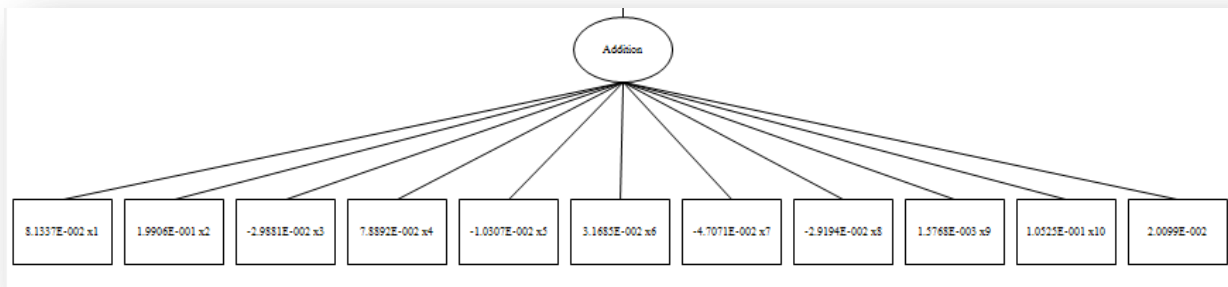 Addition
8.1337E-002 x1
1.9906E-001 x2
-2.9881E-002 x3
7.8892E-002 x4
-1.0307E-002 x5
3.1685E-002 x6
-4.7071E-002 x7
-2.9194E-002 x8
1.5768E-003 x9
1.0525E-001 x10
2.0099E-002